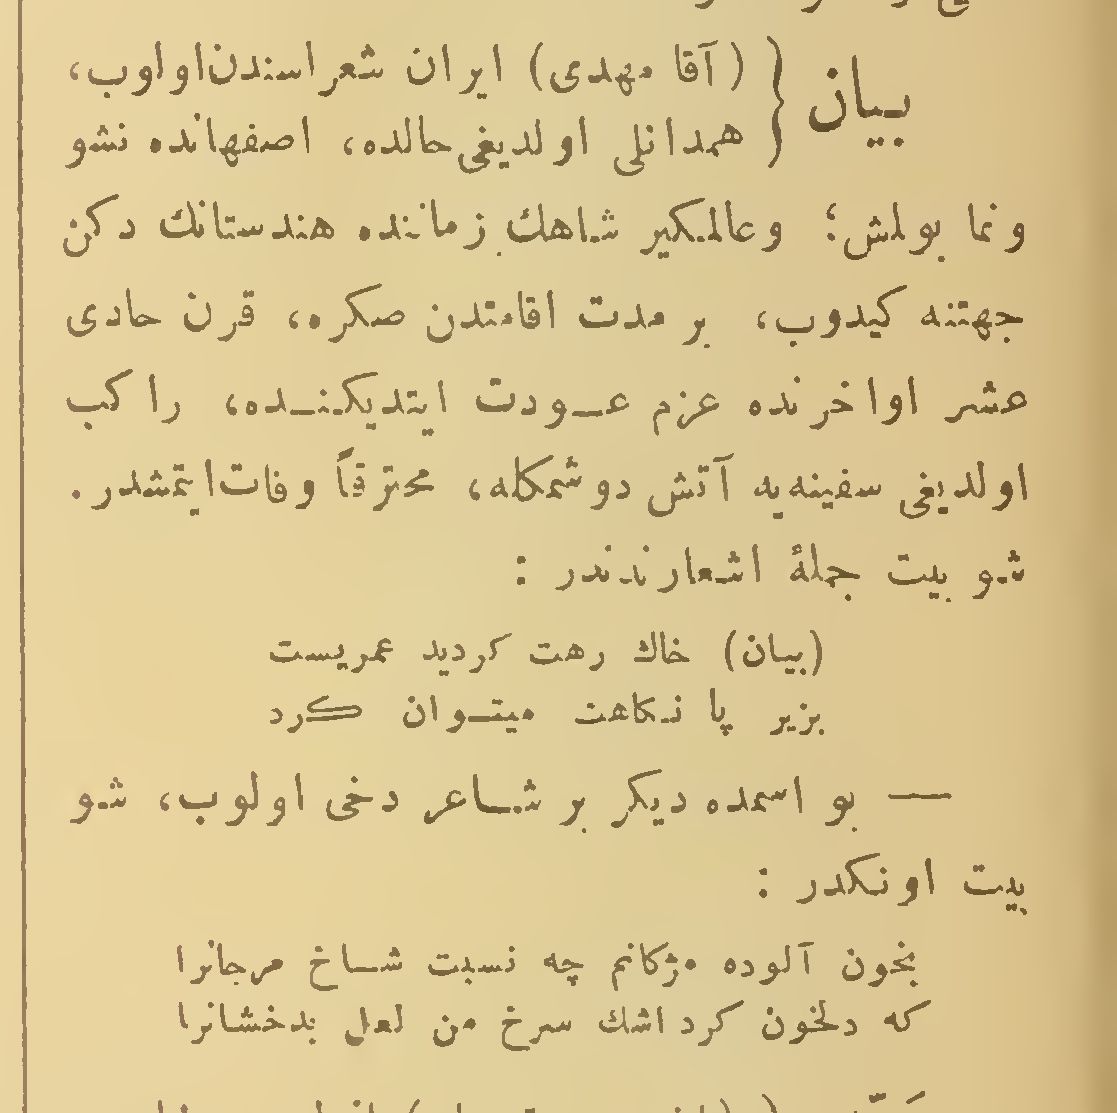 بیان { (آقا مهدی) ایران شعراسندن اولوب،
همدانلی اولدیغی حالده، اصفهانده نشو
ونما بولمش؛ وعالمکیر شاهك زماننده هندستانك دکن
جهتنه کیدوب، بر مدت اقامتدن صکره، قرن حادی
عشر اواخرنده عزم عودت ایتدیکنده، راکب
اولدیغی سفینه‌یه آتش دوشمکله، محترقاً وفات ایتمشدر.
شو بیت جملهٔ اشعارندندر :
(بیان) خاك رهت کردید عمریست
بزیر پا نکاهت میتوان کرد
— بو اسمده دیکر بر شاعر دخی اولوب، شو
بیت اونکدر :
بخون آلوده مژکانم چه نسبت شاخ مرجانرا
که دلخون کرد اشك سرخ من لعل بدخشانرا